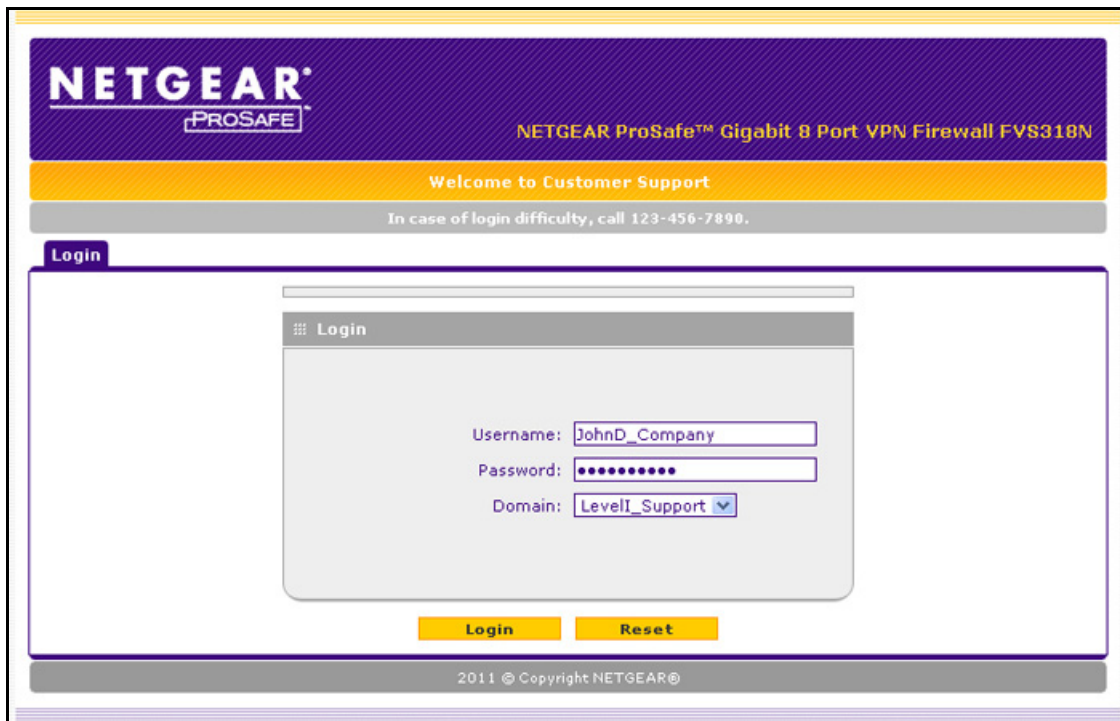 NETGEAR®
PROSAFE™
NETGEAR ProSafe™ Gigabit 8 Port VPN Firewall FVS318N
Welcome to Customer Support
In case of login difficulty, call 123-456-7890.
Login
Login
Username: JohnD_Company
Password: ••••••••••
Domain: LevelI_Support
Login Reset
2011 © Copyright NETGEAR®